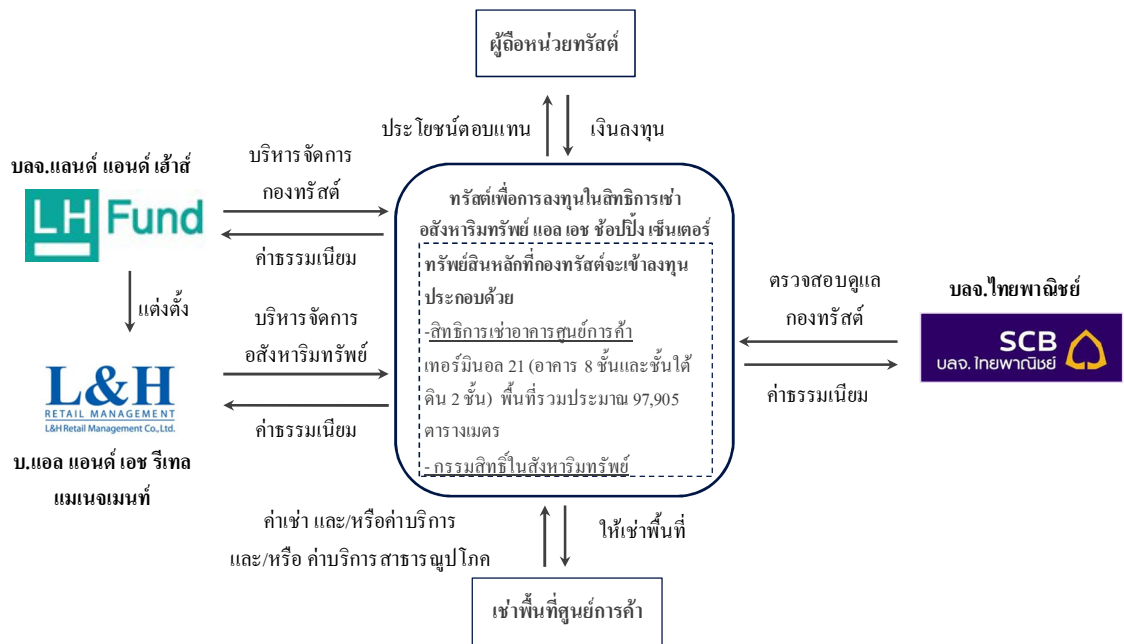 ผู้ถือหน่วยทรัสต์
ประโยชน์ตอบแทน
เงินลงทุน
บลจ.แลนด์ แอนด์ เฮ้าส์
LH Fund
บริหารจัดการ
กองทรัสต์
ค่าธรรมเนียม
แต่งตั้ง
บริหารจัดการ
อสังหาริมทรัพย์
ค่าธรรมเนียม
L&H
RETAIL MANAGEMENT
L&H Retail Management Co.,Ltd.
บ.แอล แอนด์ เอช รีเทล
แมเนจเมนท์
ทรัสต์เพื่อการลงทุนในสิทธิการเช่า
อสังหาริมทรัพย์ แอล เอช ช้อปปิ้ง เซ็นเตอร์
ทรัพย์สินหลักที่กองทรัสต์จะเข้าลงทุน
ประกอบด้วย
-สิทธิการเช่าอาคารศูนย์การค้า
เทอร์มินอล 21 (อาคาร 8 ชั้นและชั้นใต้
ดิน 2 ชั้น) พื้นที่รวมประมาณ 97,905
ตารางเมตร
- กรรมสิทธิ์ในสังหาริมทรัพย์
ตรวจสอบดูแล
กองทรัสต์
ค่าธรรมเนียม
บลจ.ไทยพาณิชย์
SCB
บลจ. ไทยพาณิชย์
ค่าเช่า และ/หรือค่าบริการ
และ/หรือ ค่าบริการสาธารณูปโภค
ให้เช่าพื้นที่
เช่าพื้นที่ศูนย์การค้า